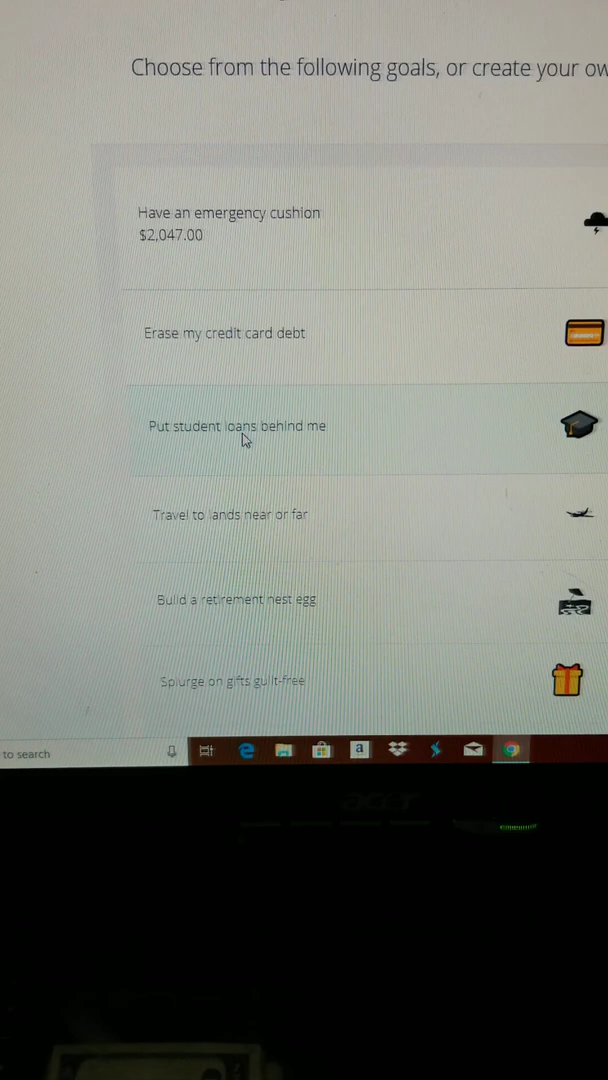 Choose from the following goals, or create your ow
Have an emergency cushion
$2,047.00
Erase my credit card debt
Put student loans behind me
Travel to lands near or far
Build a retirement nest egg
Splurge on gifts guilt-free
to search
a
acer